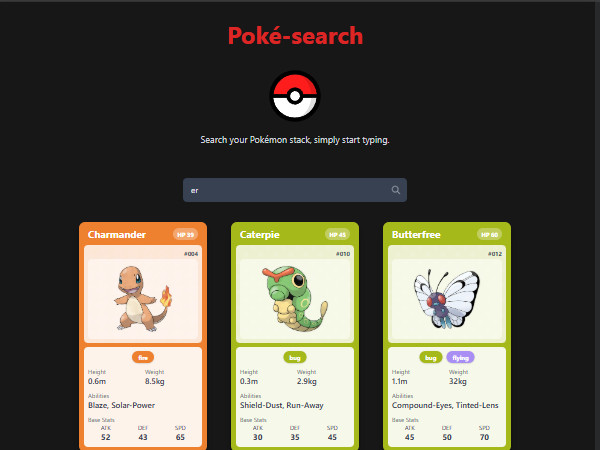 Poké-search
Search your Pokémon stack, simply start typing.
er
Charmander HP 39
#004
fire
Height Weight
0.6m 8.5kg
Abilities
Blaze, Solar-Power
Base Stats
ATK DEF SPD
52 43 65
Caterpie HP 45
#010
bug
Height Weight
0.3m 2.9kg
Abilities
Shield-Dust, Run-Away
Base Stats
ATK DEF SPD
30 35 45
Butterfree HP 60
#012
bug flying
Height Weight
1.1m 32kg
Abilities
Compound-Eyes, Tinted-Lens
Base Stats
ATK DEF SPD
45 50 70